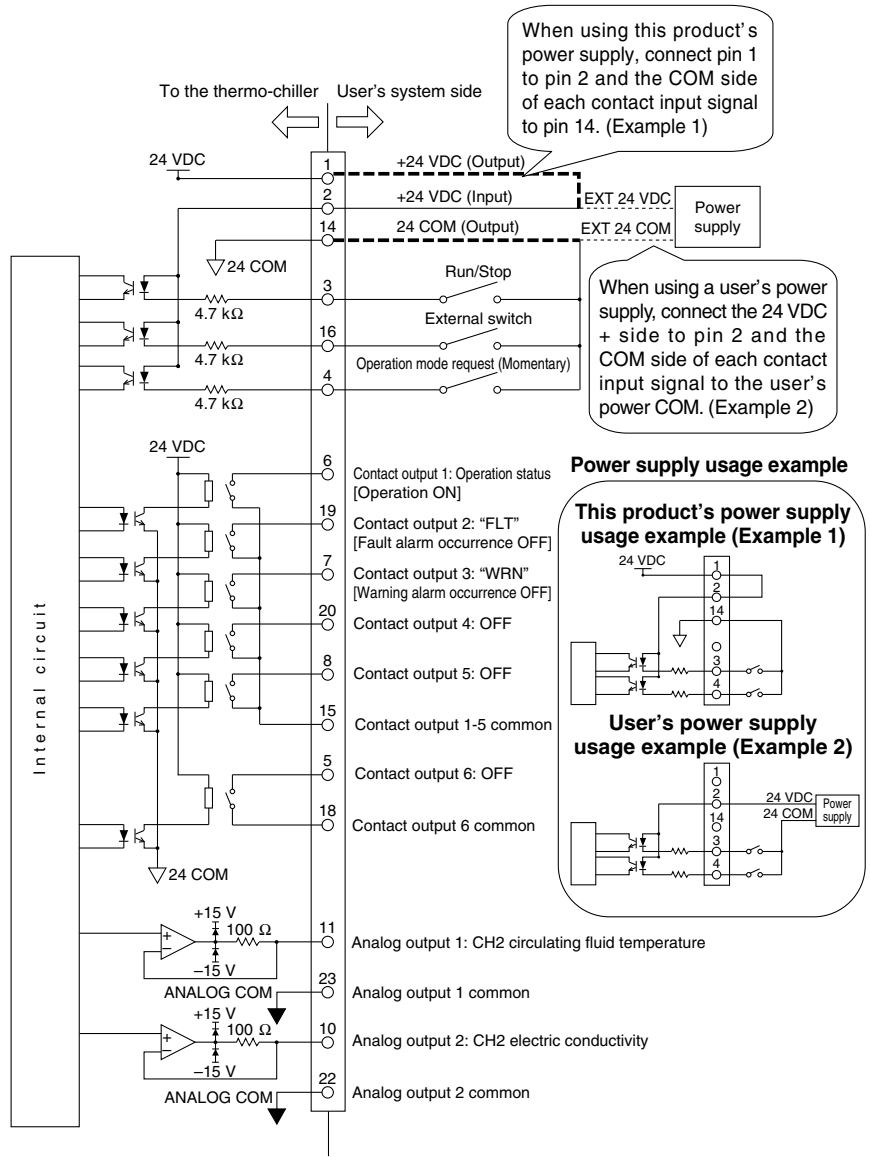 When using this product's
power supply, connect pin 1
to pin 2 and the COM side
of each contact input signal
to pin 14. (Example 1)
To the thermo-chiller
User's system side
24 VDC
1
+24 VDC (Output)
2
+24 VDC (Input)
EXT 24 VDC
14
24 COM (Output)
EXT 24 COM
Power
supply
24 COM
Run/Stop
3
4.7 kΩ
External switch
16
4.7 kΩ
Operation mode request (Momentary)
4
4.7 kΩ
When using a user's power
supply, connect the 24 VDC
+ side to pin 2 and the
COM side of each contact
input signal to the user's
power COM. (Example 2)
Internal circuit
24 VDC
6
Contact output 1: Operation status
[Operation ON]
19
Contact output 2: “FLT”
[Fault alarm occurrence OFF]
7
Contact output 3: “WRN”
[Warning alarm occurrence OFF]
20
Contact output 4: OFF
8
Contact output 5: OFF
15
Contact output 1-5 common
5
Contact output 6: OFF
18
Contact output 6 common
24 COM
Power supply usage example
This product's power supply
usage example (Example 1)
24 VDC
1
2
14
3
4
User's power supply
usage example (Example 2)
1
2
14
3
4
24 VDC
24 COM
Power
supply
+15 V
100 Ω
+
−
−15 V
11
Analog output 1: CH2 circulating fluid temperature
23
ANALOG COM
Analog output 1 common
+15 V
100 Ω
+
−
−15 V
10
Analog output 2: CH2 electric conductivity
22
ANALOG COM
Analog output 2 common